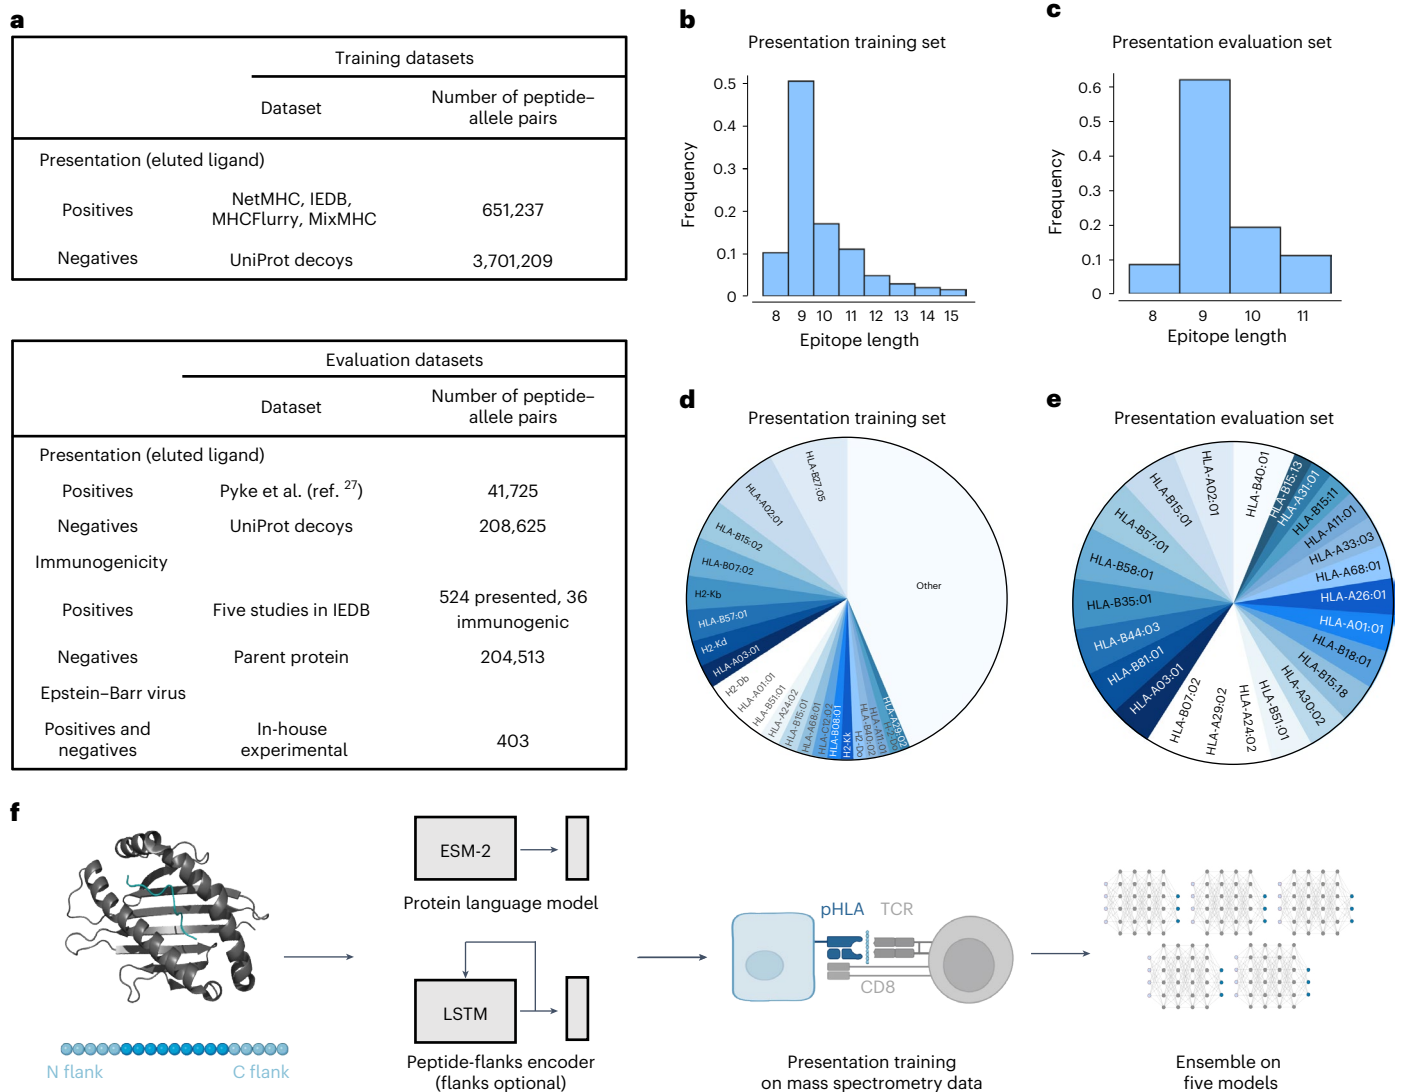 a
Training datasets
Dataset
Number of peptide–
allele pairs
Presentation (eluted ligand)
Positives
NetMHC, IEDB,
MHCFlurry, MixMHC
651,237
Negatives
UniProt decoys
3,701,209
Evaluation datasets
Dataset
Number of peptide–
allele pairs
Presentation (eluted ligand)
Positives
Pyke et al. (ref. 27)
41,725
Negatives
UniProt decoys
208,625
Immunogenicity
Positives
Five studies in IEDB
524 presented, 36
immunogenic
Negatives
Parent protein
204,513
Epstein–Barr virus
Positives and
negatives
In-house
experimental
403
b
Presentation training set
Frequency
0.5
0.4
0.3
0.2
0.1
0
8 9 10 11 12 13 14 15
Epitope length
c
Presentation evaluation set
Frequency
0.6
0.5
0.4
0.3
0.2
0.1
0
8 9 10 11
Epitope length
d
Presentation training set
HLA-B27:05
HLA-A02:01
HLA-B15:02
HLA-B07:02
H2-Kb
HLA-B57:01
H2-Kd
HLA-A03:01
H2-Db
HLA-A01:01
HLA-B51:01
HLA-A24:02
HLA-B15:01
HLA-A68:01
HLA-C12:02
HLA-B08:01
H2-Kk
HLA-B40:02
HLA-A11:01
HLA-A29:02
Other
e
Presentation evaluation set
HLA-B40:01
HLA-B15:13
HLA-A31:01
HLA-B15:11
HLA-A11:01
HLA-A33:03
HLA-A68:01
HLA-A26:01
HLA-A01:01
HLA-B18:01
HLA-B15:18
HLA-A30:02
HLA-B51:01
HLA-A24:02
HLA-A29:02
HLA-B07:02
HLA-A03:01
HLA-B81:01
HLA-B44:03
HLA-B35:01
HLA-B58:01
HLA-B57:01
HLA-B15:01
HLA-A02:01
f
N flank
C flank
ESM-2
Protein language model
LSTM
Peptide-flanks encoder
(flanks optional)
pHLA
TCR
CD8
Presentation training
on mass spectrometry data
Ensemble on
five models